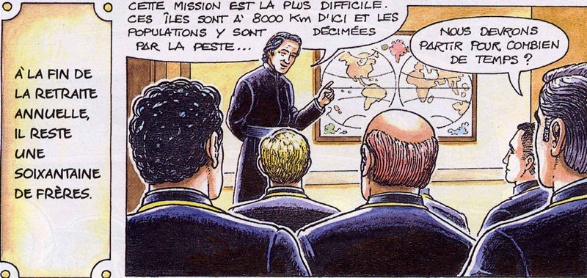 À LA FIN DE
LA RETRAITE
ANNUELLE,
IL RESTE
UNE
SOIXANTAINE
DE FRÈRES.
CETTE MISSION EST LA PLUS DIFFICILE.
CES ÎLES SONT À 8000 Km D'ICI ET LES
POPULATIONS Y SONT DÉCIMÉES
PAR LA PESTE...
NOUS DEVRONS
PARTIR POUR COMBIEN
DE TEMPS ?